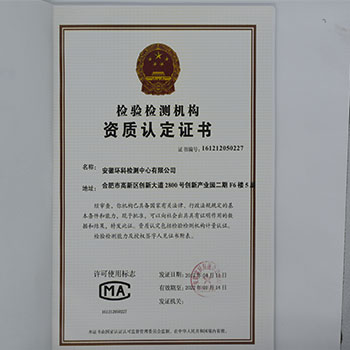 检验检测机构
资质认定证书
证书编号:161212050227
名称: 安徽环科检测中心有限公司
地址: 合肥市高新区创新大道2800号创新产业园二期F6楼5层
经审查,你机构已具备国家有关法律、行政法规规定的基
本条件和能力,现予批准,可以向社会出具具有证明作用的数
据和结果,特发此证。资质认定包括检验检测机构计量认证。
检验检测能力及授权签字人见证书附表。
许可使用标志
MA
161212050227
发证日期:
有效期至:
发证机关:
本证书由国家认证认可监督管理委员会监制,在中华人民共和国境内有效。